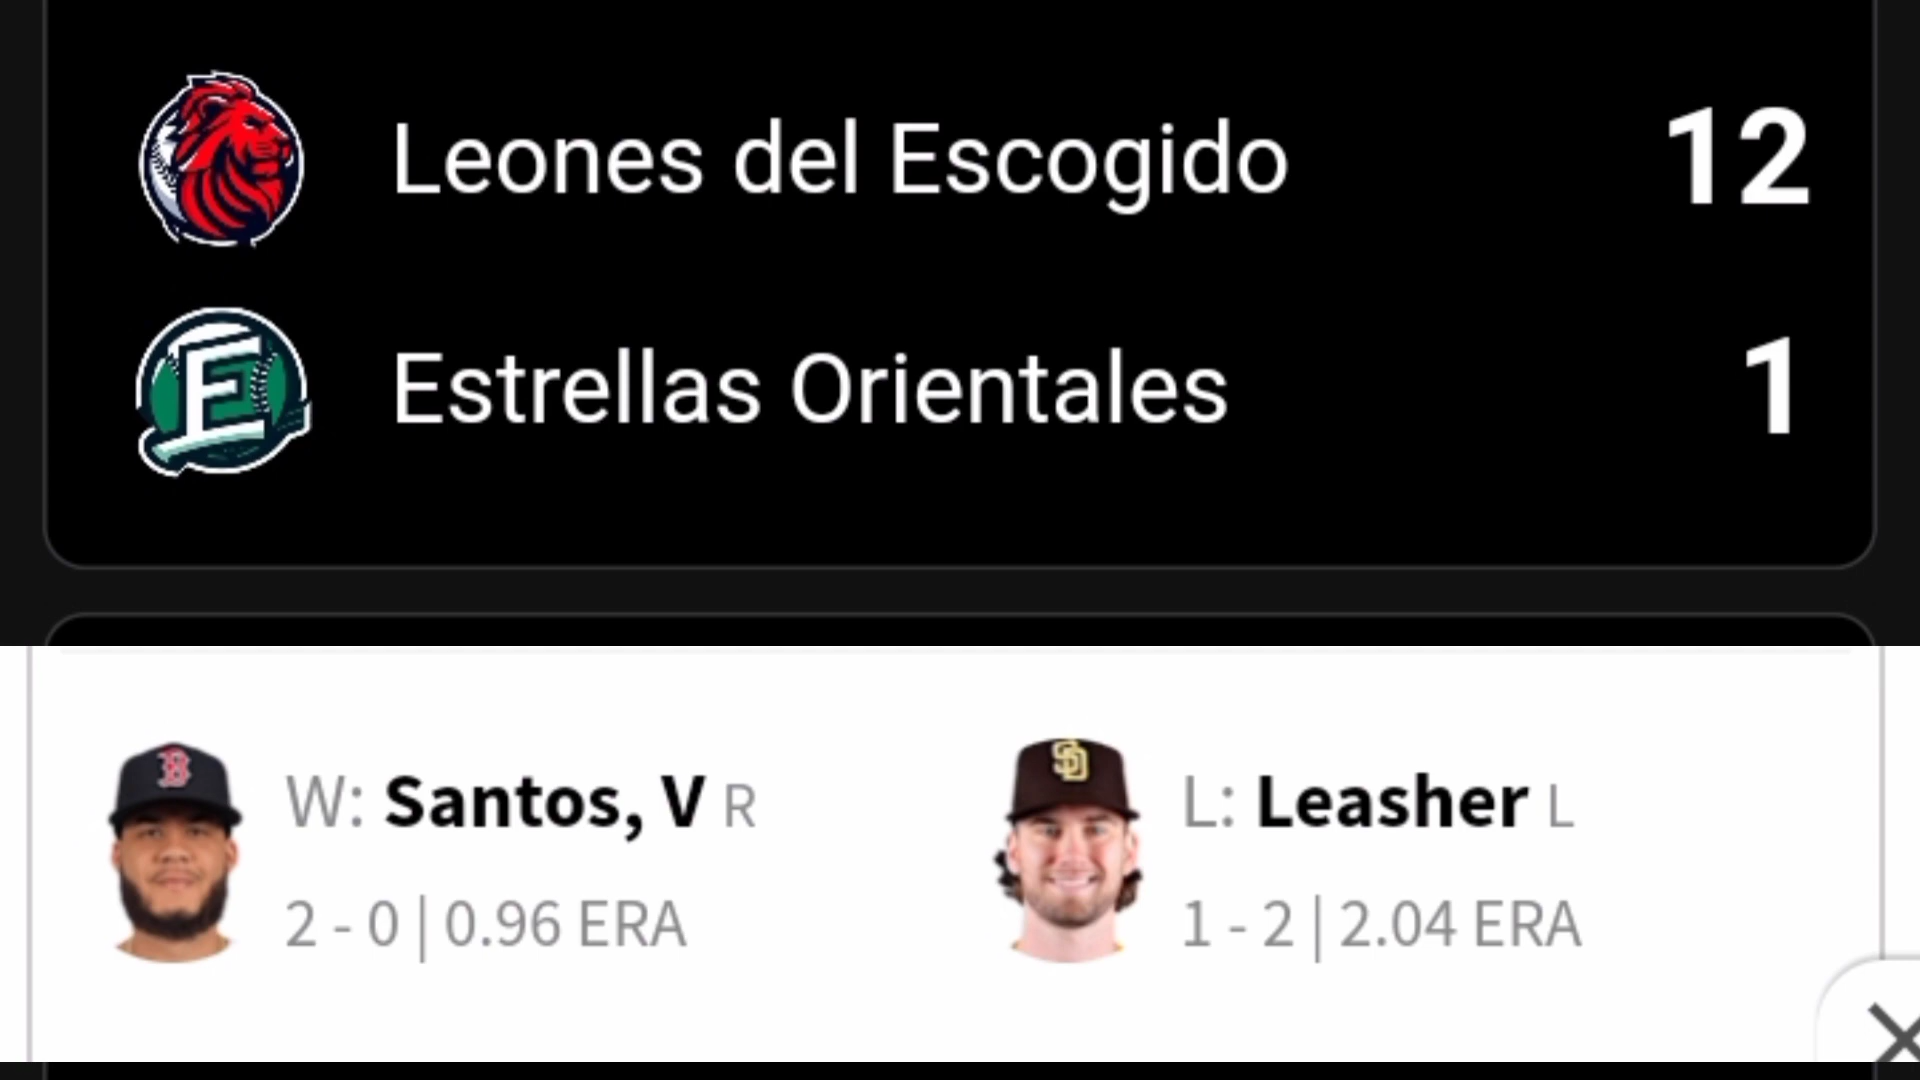 Leones del Escogido 12
E
Estrellas Orientales 1
B
W: Santos, V R
2 - 0 | 0.96 ERA
SD
L: Leasher L
1 - 2 | 2.04 ERA